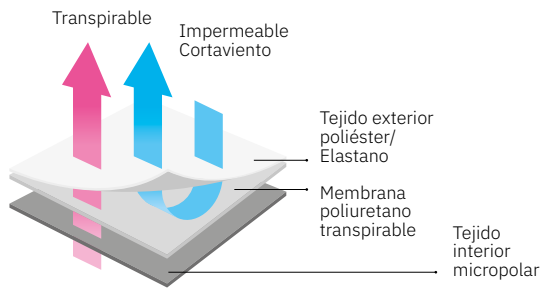 Transpirable
Impermeable
Cortaviento
Tejido exterior
poliéster/
Elastano
Membrana
poliuretano
transpirable
Tejido
interior
micropolar